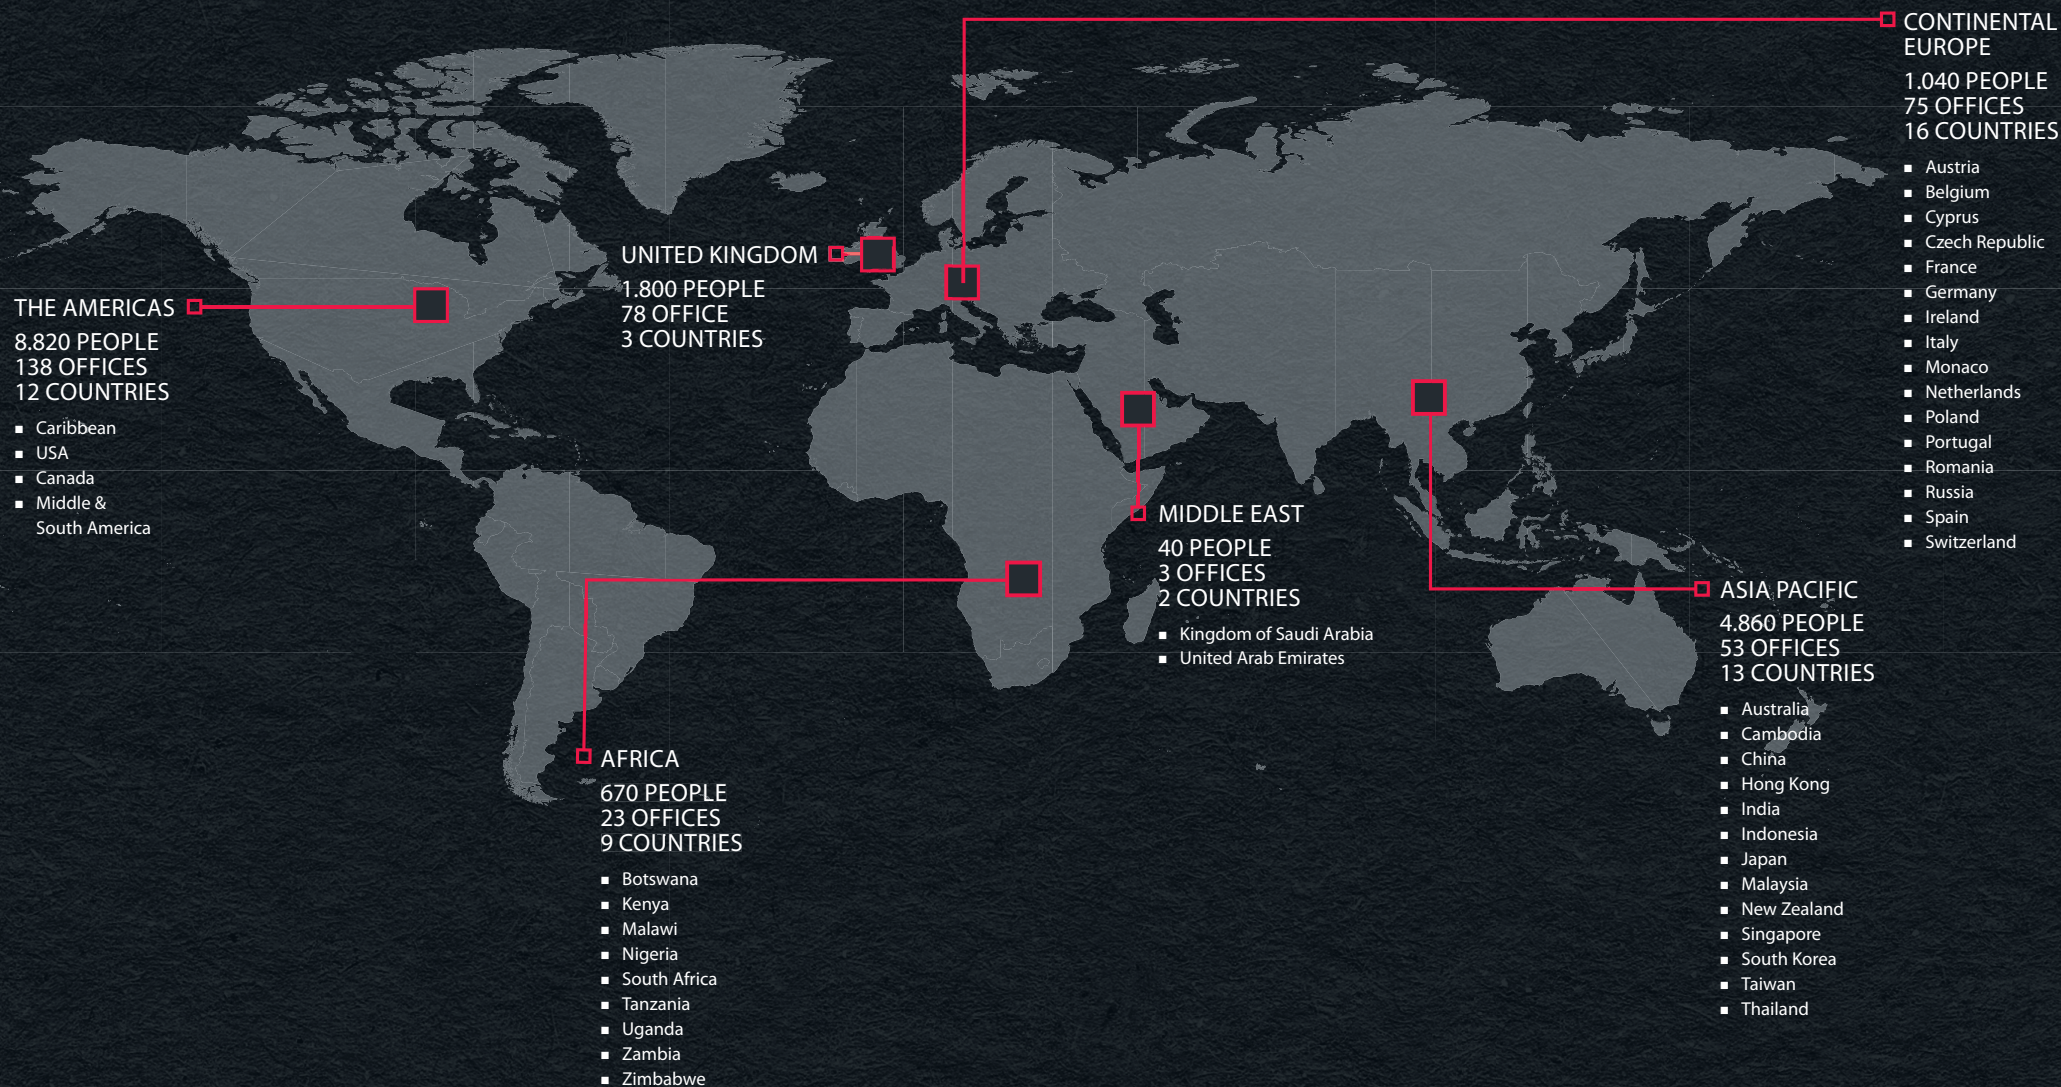 CONTINENTAL
EUROPE
1.040 PEOPLE
75 OFFICES
16 COUNTRIES
Austria
Belgium
Cyprus
Czech Republic
France
Germany
Ireland
Italy
Monaco
Netherlands
Poland
Portugal
Romania
Russia
Spain
Switzerland
UNITED KINGDOM
1.800 PEOPLE
78 OFFICE
3 COUNTRIES
THE AMERICAS
8.820 PEOPLE
138 OFFICES
12 COUNTRIES
Caribbean
USA
Canada
Middle &
South America
MIDDLE EAST
40 PEOPLE
3 OFFICES
2 COUNTRIES
Kingdom of Saudi Arabia
United Arab Emirates
ASIA PACIFIC
4.860 PEOPLE
53 OFFICES
13 COUNTRIES
Australia
Cambodia
China
Hong Kong
India
Indonesia
Japan
Malaysia
New Zealand
Singapore
South Korea
Taiwan
Thailand
AFRICA
670 PEOPLE
23 OFFICES
9 COUNTRIES
Botswana
Kenya
Malawi
Nigeria
South Africa
Tanzania
Uganda
Zambia
Zimbabwe